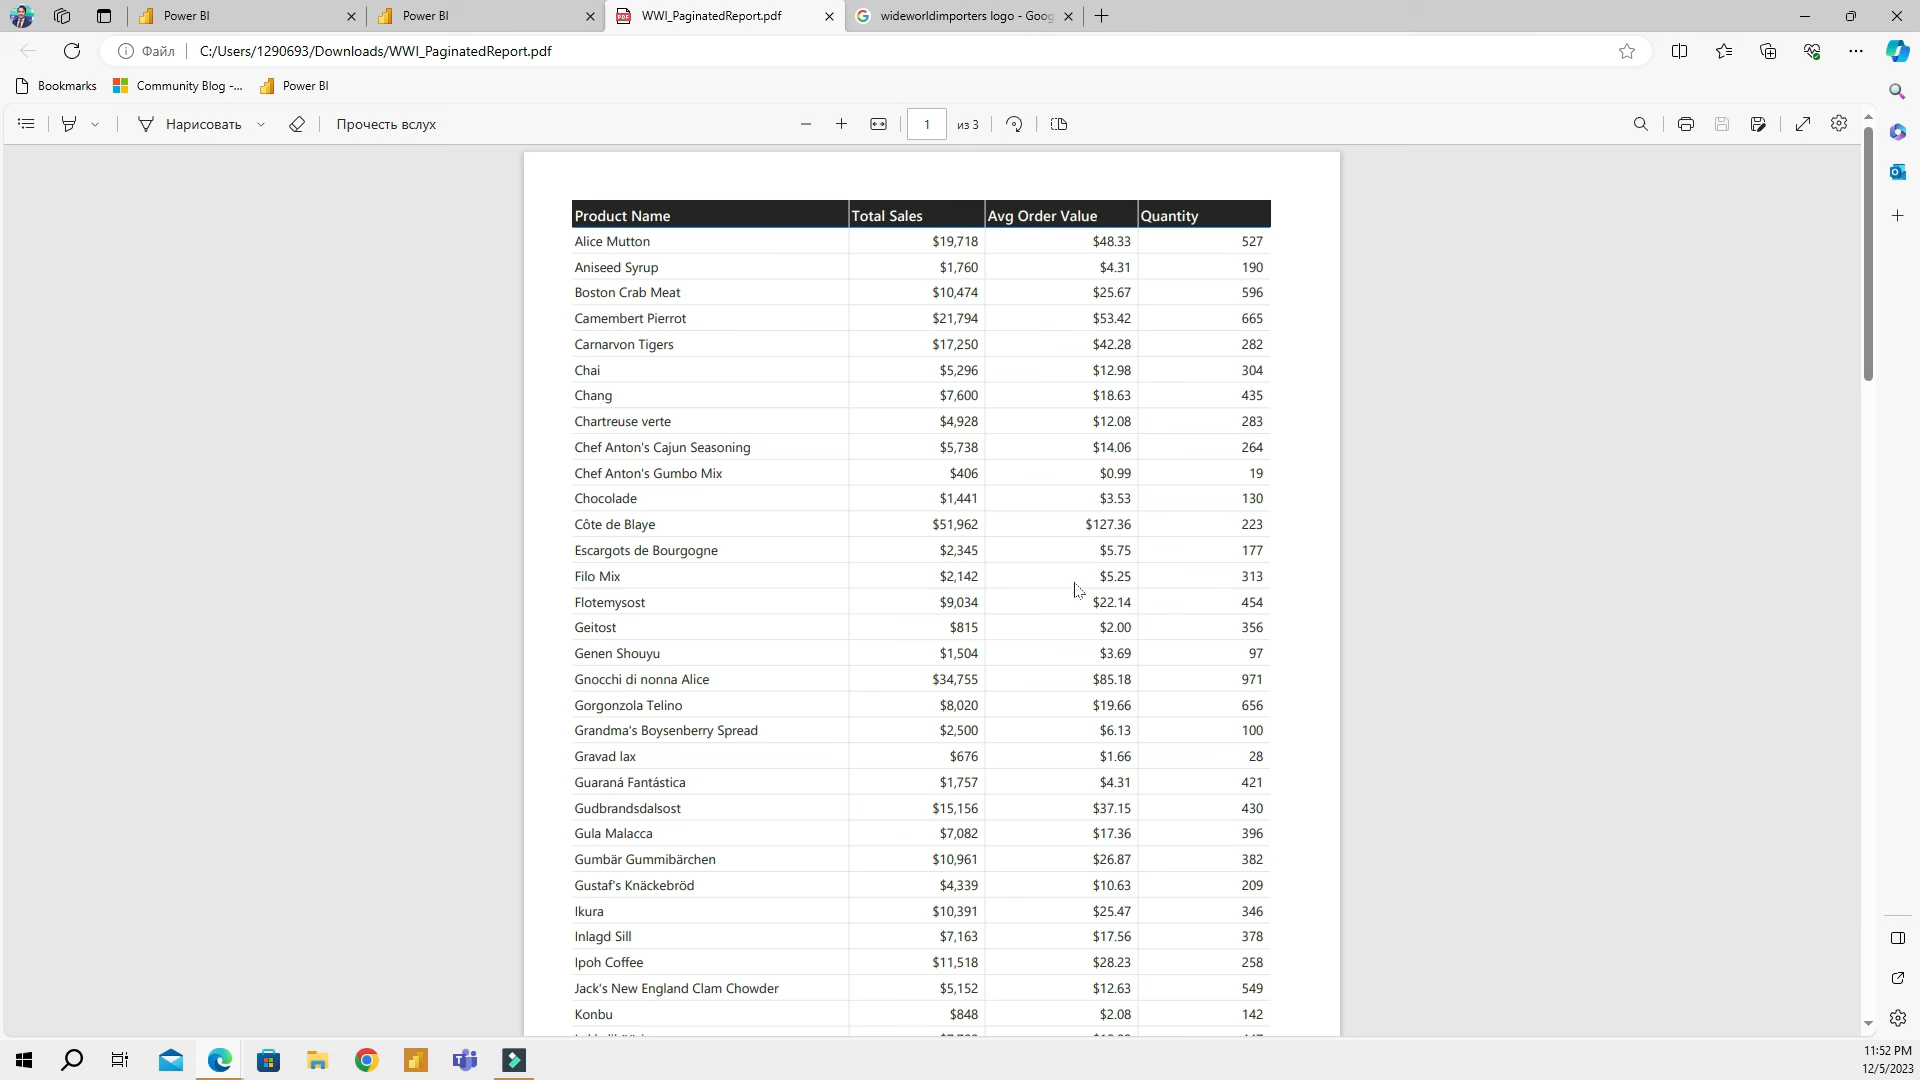 Power BI
Power BI
WWI_PaginatedReport.pdf
wideworldimporters logo - Goog
Файл
C:/Users/1290693/Downloads/WWI_PaginatedReport.pdf
Bookmarks
Community Blog -...
Power BI
Нарисовать
Прочесть вслух
1 из 3
Product Name Total Sales Avg Order Value Quantity
Alice Mutton $19,718 $48.33 527
Aniseed Syrup $1,760 $4.31 190
Boston Crab Meat $10,474 $25.67 596
Camembert Pierrot $21,794 $53.42 665
Carnarvon Tigers $17,250 $42.28 282
Chai $5,296 $12.98 304
Chang $7,600 $18.63 435
Chartreuse verte $4,928 $12.08 283
Chef Anton's Cajun Seasoning $5,738 $14.06 264
Chef Anton's Gumbo Mix $406 $0.99 19
Chocolade $1,441 $3.53 130
Côte de Blaye $51,962 $127.36 223
Escargots de Bourgogne $2,345 $5.75 177
Filo Mix $2,142 $5.25 313
Flotemysost $9,034 $22.14 454
Geitost $815 $2.00 356
Genen Shouyu $1,504 $3.69 97
Gnocchi di nonna Alice $34,755 $85.18 971
Gorgonzola Telino $8,020 $19.66 656
Grandma's Boysenberry Spread $2,500 $6.13 100
Gravad lax $676 $1.66 28
Guaraná Fantástica $1,757 $4.31 421
Gudbrandsdalsost $15,156 $37.15 430
Gula Malacca $7,082 $17.36 396
Gumbär Gummibärchen $10,961 $26.87 382
Gustaf's Knäckebröd $4,339 $10.63 209
Ikura $10,391 $25.47 346
Inlagd Sill $7,163 $17.56 378
Ipoh Coffee $11,518 $28.23 258
Jack's New England Clam Chowder $5,152 $12.63 549
Konbu $848 $2.08 142
11:52 PM
12/5/2023